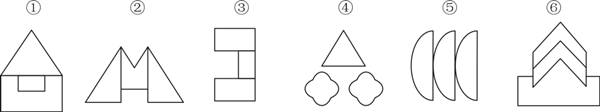 ① ② ③ ④ ⑤ ⑥